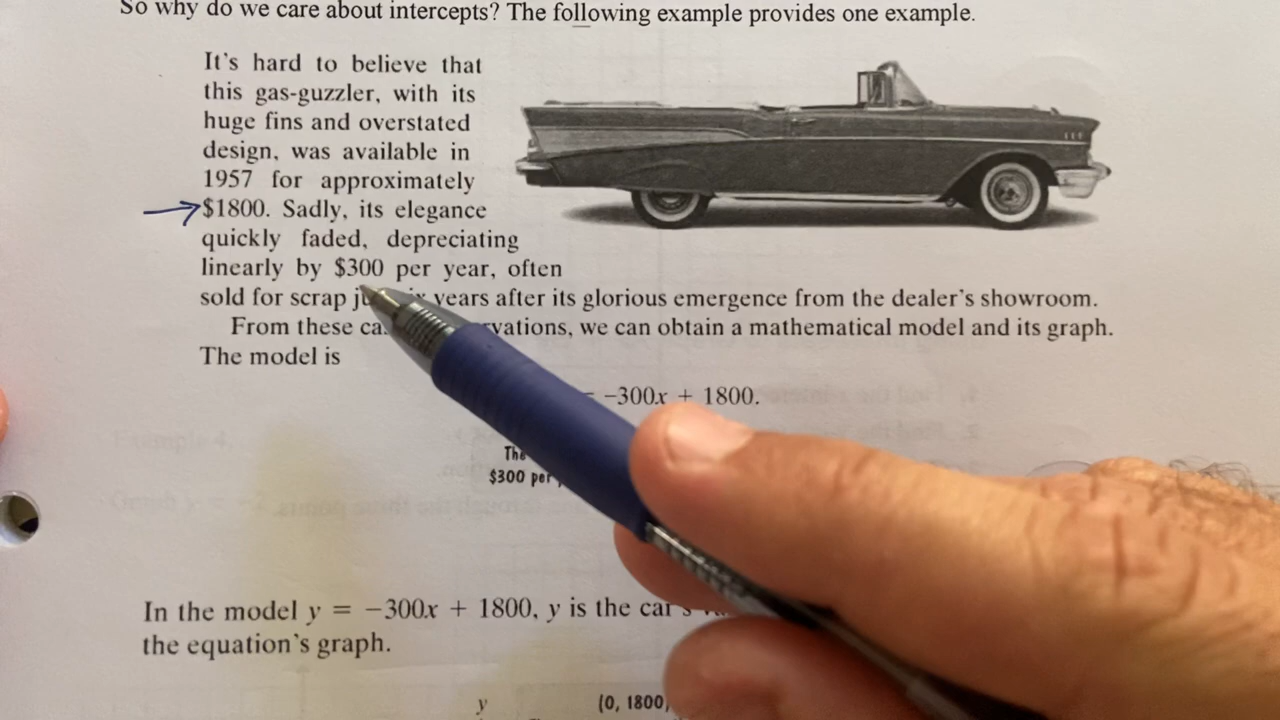 So why do we care about intercepts? The following example provides one example.
It's hard to believe that
this gas-guzzler, with its
huge fins and overstated
design, was available in
1957 for approximately
$1800. Sadly, its elegance
quickly faded, depreciating
linearly by $300 per year, often
sold for scrap years after its glorious emergence from the dealer's showroom.
From these we can obtain a mathematical model and its graph.
The model is
-300x + 1800.
The
$300 per
In the model y = −300x + 1800, y is the car's
the equation's graph.
y (0, 1800)